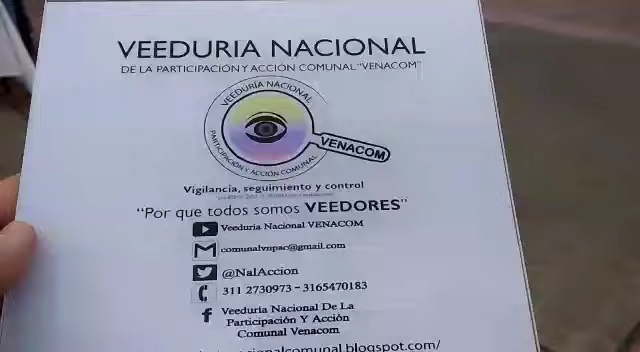 VEEDURIA NACIONAL
DE LA PARTICIPACIÓN Y ACCIÓN COMUNAL "VENACOM"
VEEDURÍA NACIONAL
VENACOM
PARTICIPACIÓN Y ACCIÓN COMUNAL
Vigilancia, seguimiento y control
"Por que todos somos VEEDORES"
Veeduria Nacional VENACOM
comunalvnpac@gmail.com
@NalAccion
311 2730973 - 3165470183
Veeduria Nacional De La
Participación Y Acción
Comunal Venacom